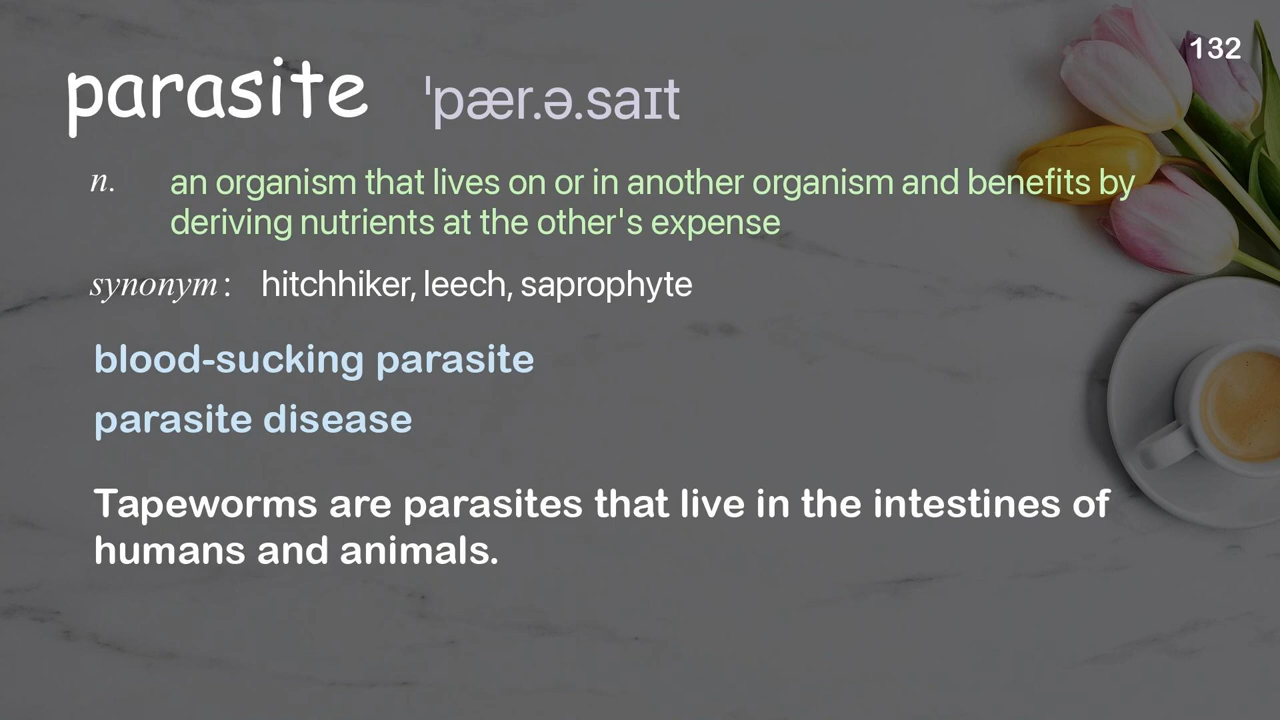 132
parasite ˈpær.ə.saɪt
n. an organism that lives on or in another organism and benefits by
deriving nutrients at the other's expense
synonym : hitchhiker, leech, saprophyte
blood-sucking parasite
parasite disease
Tapeworms are parasites that live in the intestines of
humans and animals.